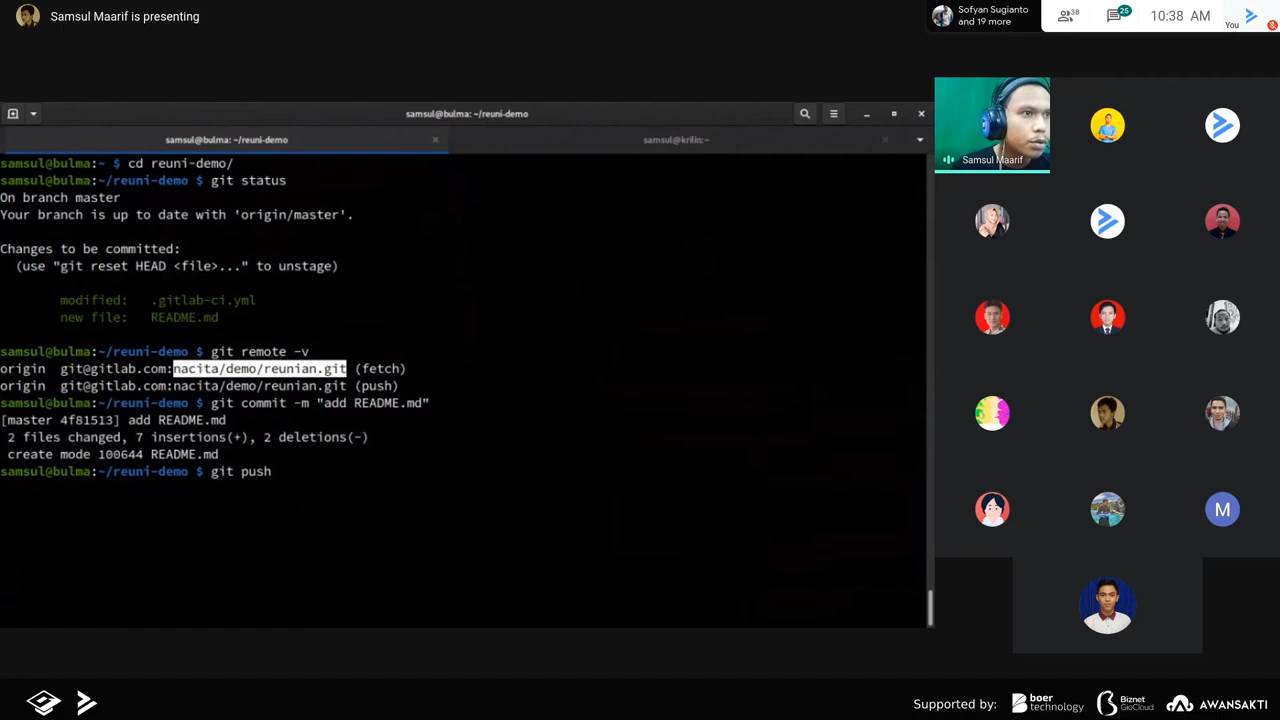 Samsul Maarif is presenting
Sofyan Sugianto
and 19 more
38
25
10:38 AM
You
samsul@bulma: ~/reuni-demo
samsul@bulma: ~/reuni-demo
samsul@krilin:~
samsul@bulma:~ $ cd reuni-demo/
samsul@bulma:~/reuni-demo $ git status
On branch master
Your branch is up to date with 'origin/master'.
Changes to be committed:
(use "git reset HEAD <file>..." to unstage)
modified: .gitlab-ci.yml
new file: README.md
samsul@bulma:~/reuni-demo $ git remote -v
origin git@gitlab.com:nacita/demo/reunian.git (fetch)
origin git@gitlab.com:nacita/demo/reunian.git (push)
samsul@bulma:~/reuni-demo $ git commit -m "add README.md"
[master 4f81513] add README.md
2 files changed, 7 insertions(+), 2 deletions(-)
create mode 100644 README.md
samsul@bulma:~/reuni-demo $ git push
Samsul Maarif
M
Supported by:
boer technology
Biznet GioCloud
AWANSAKTI